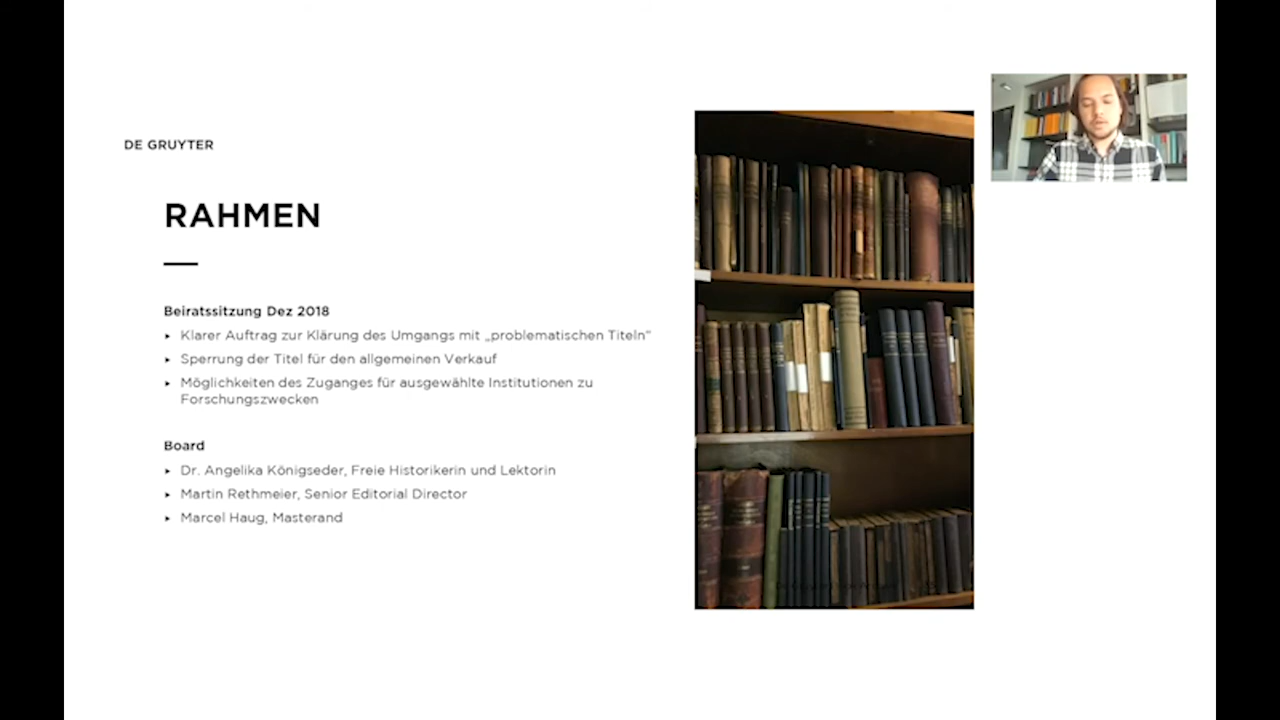 DE GRUYTER
RAHMEN
Beiratssitzung Dez 2018
▸ Klarer Auftrag zur Klärung des Umgangs mit „problematischen Titeln“
▸ Sperrung der Titel für den allgemeinen Verkauf
▸ Möglichkeiten des Zuganges für ausgewählte Institutionen zu
Forschungszwecken
Board
▸ Dr. Angelika Königseder, Freie Historikerin und Lektorin
▸ Martin Rethmeier, Senior Editorial Director
▸ Marcel Haug, Masterand